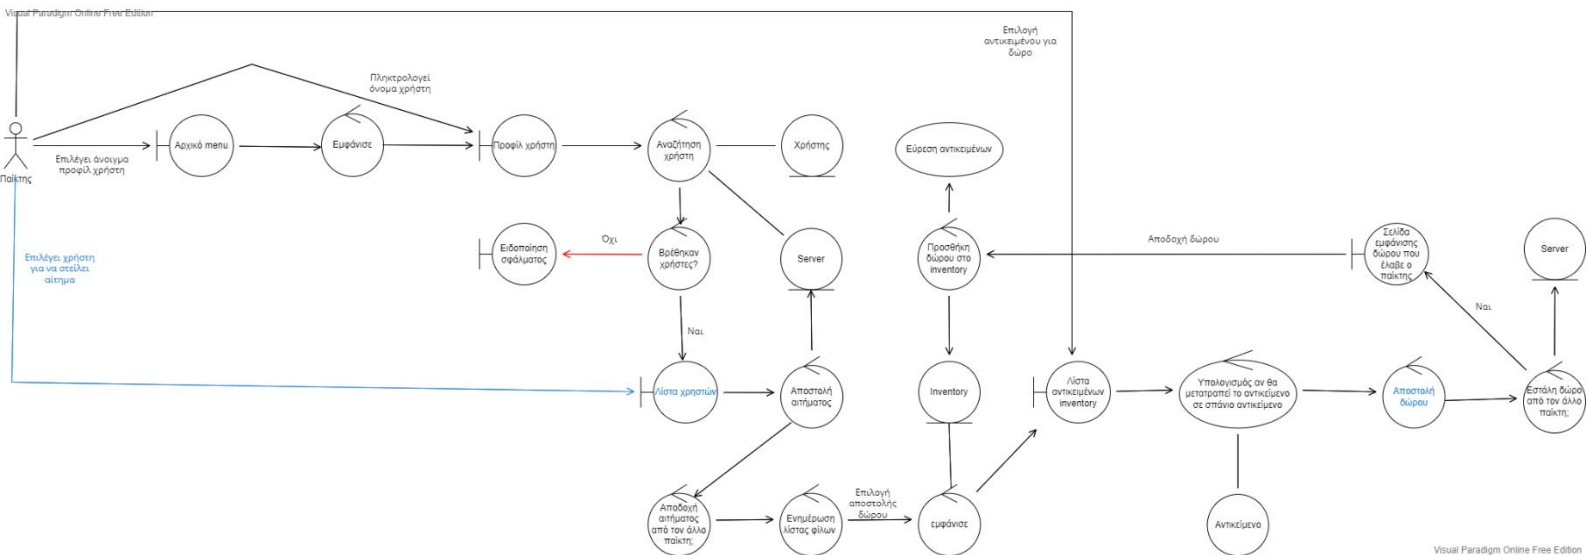 Visual Paradigm Online Free Edition
Επιλογή
αντικειμένου για
δώρο
Πληκτρολογεί
όνομα χρήστη
Παίκτης
Επιλέγει άνοιγμα
προφίλ χρήστη
Αρχικό menu
Εμφάνισε
Προφίλ χρήστη
Αναζήτηση
χρήστη
Χρήστης
Εύρεση αντικειμένων
Επιλέγει χρήστη
για να στείλει
αίτημα
Ειδοποίηση
σφάλματος
Όχι
Βρέθηκαν
χρήστες?
Server
Προσθήκη
δώρου στο
inventory
Αποδοχή δώρου
Σελίδα
εμφάνισης
δώρου που
έλαβε ο
παίκτης
Server
Ναι
Ναι
Λίστα χρηστών
Αποστολή
αιτήματος
Inventory
Λίστα
αντικειμένων
inventory
Υπολογισμός αν θα
μετατραπεί το αντικείμενο
σε σπάνιο αντικείμενο
Αποστολή
δώρου
Εστάλη δώρο
από τον άλλο
παίκτη;
Αποδοχή
αιτήματος
από τον άλλο
παίκτη;
Ενημέρωση
λίστας φίλων
Επιλογή
αποστολής
δώρου
εμφάνισε
Αντικείμενο
Visual Paradigm Online Free Edition